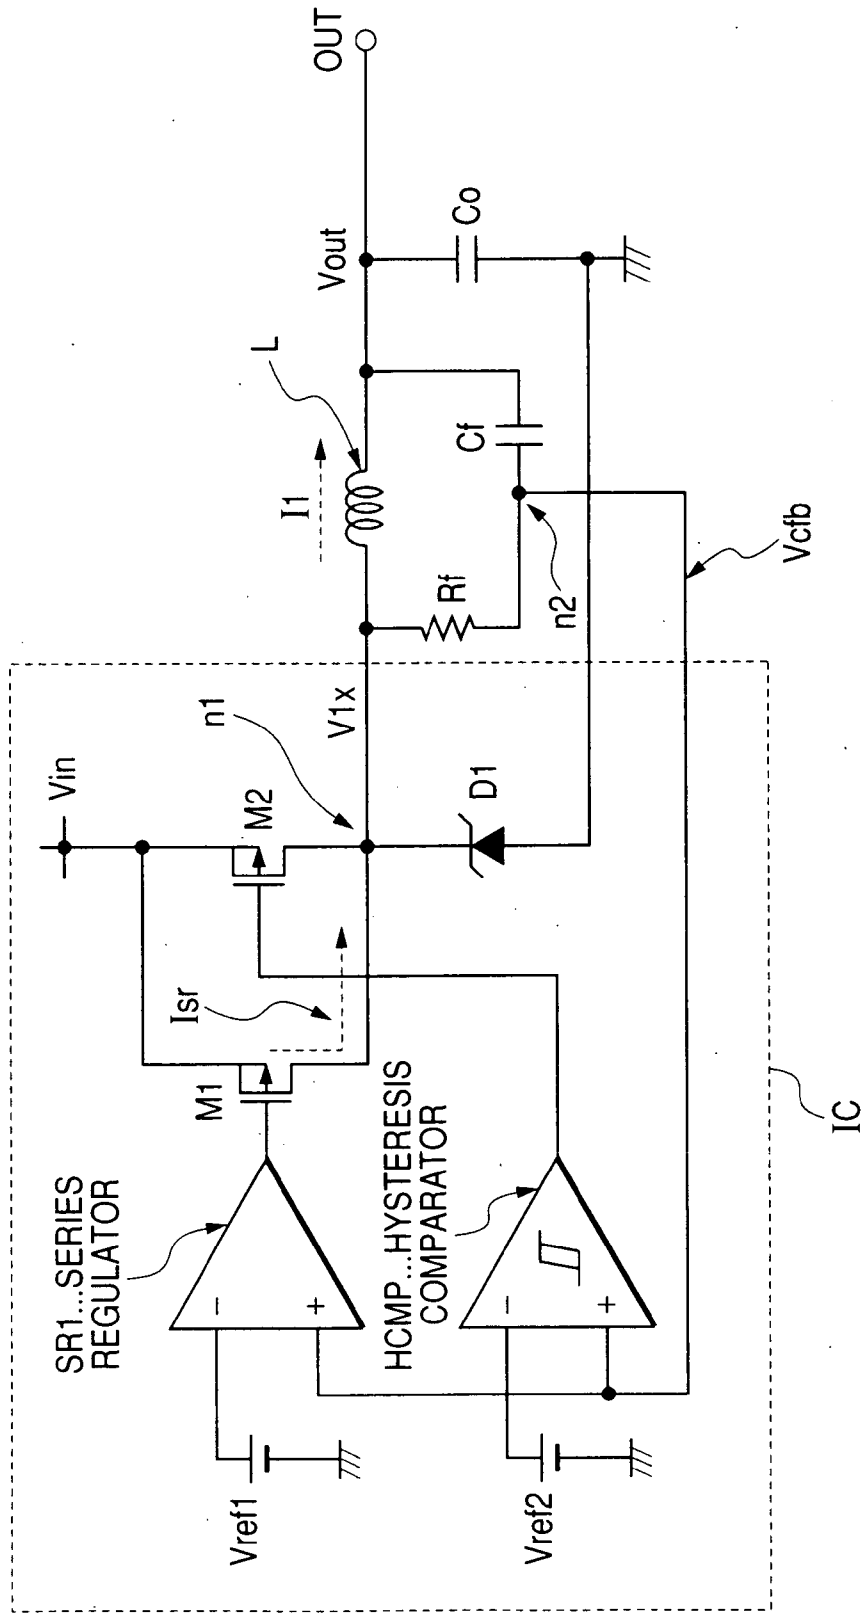 OUT
Vout
Co
L
I1
Cf
Rf
n2
Vcfb
n1
V1x
Vin
M2
D1
Isr
M1
SR1...SERIES
REGULATOR
HCMP...HYSTERESIS
COMPARATOR
-
+
-
+
Vref1
Vref2
IC